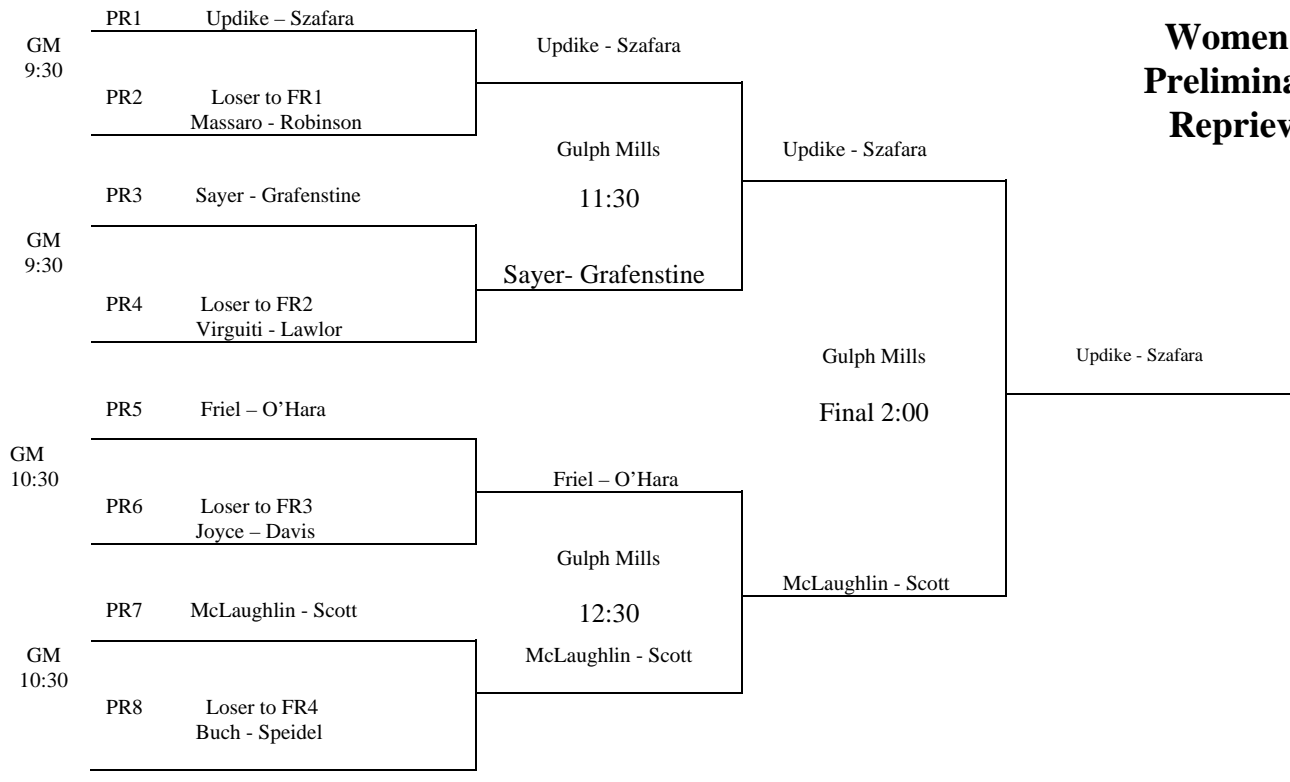 PR1 Updike – Szafara
GM
9:30
PR2 Loser to FR1
Massaro - Robinson
PR3 Sayer - Grafenstine
GM
9:30
PR4 Loser to FR2
Virguiti - Lawlor
PR5 Friel – O’Hara
GM
10:30
PR6 Loser to FR3
Joyce – Davis
PR7 McLaughlin - Scott
GM
10:30
PR8 Loser to FR4
Buch - Speidel
Updike - Szafara
Gulph Mills
11:30
Sayer- Grafenstine
Friel – O’Hara
Gulph Mills
12:30
McLaughlin - Scott
Updike - Szafara
Gulph Mills
Final 2:00
McLaughlin - Scott
Updike - Szafara
Women
Prelimina
Repriev